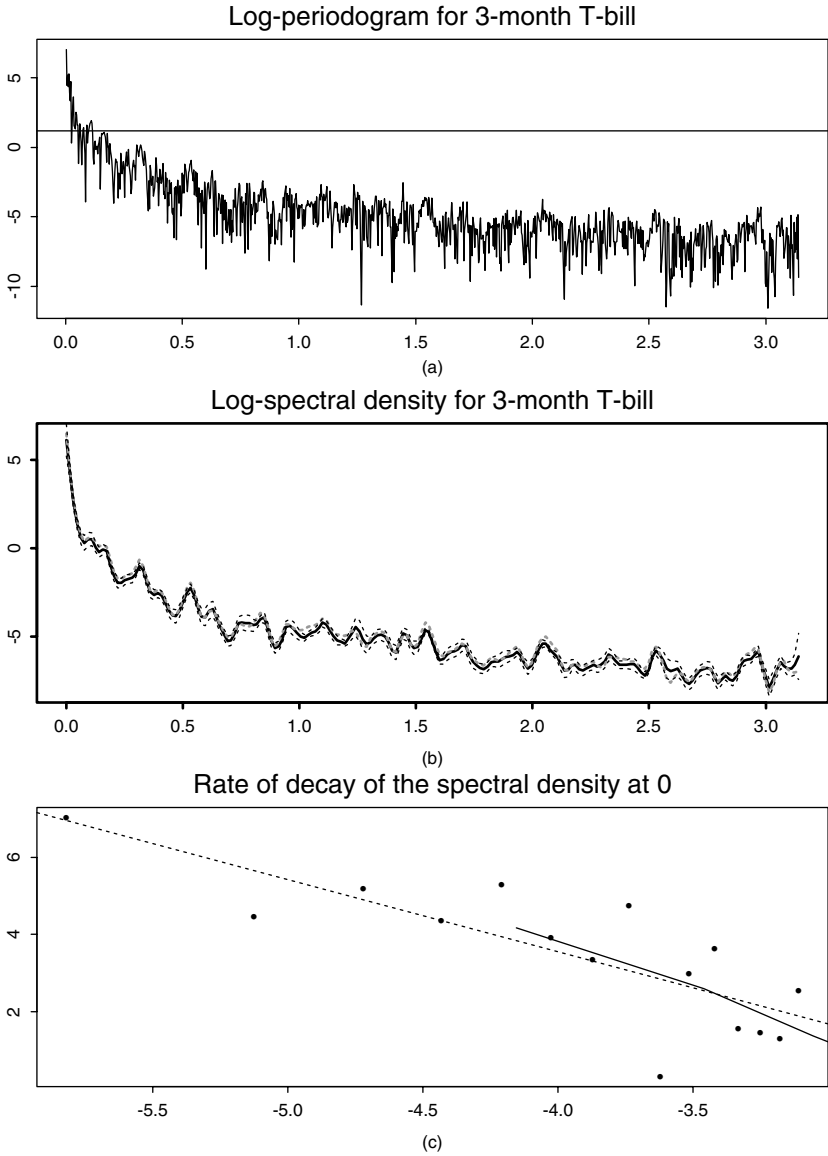 Log-periodogram for 3-month T-bill
5
0
-5
-10
0.0 0.5 1.0 1.5 2.0 2.5 3.0
(a)
Log-spectral density for 3-month T-bill
5
0
-5
0.0 0.5 1.0 1.5 2.0 2.5 3.0
(b)
Rate of decay of the spectral density at 0
6
4
2
-5.5 -5.0 -4.5 -4.0 -3.5
(c)